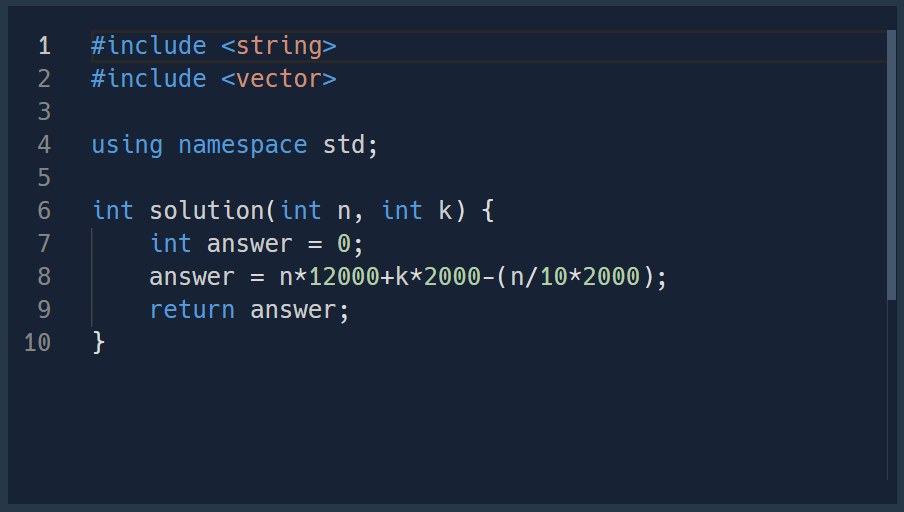 1 #include <string>
2 #include <vector>
3
4 using namespace std;
5
6 int solution(int n, int k) {
7     int answer = 0;
8     answer = n*12000+k*2000-(n/10*2000);
9     return answer;
10 }